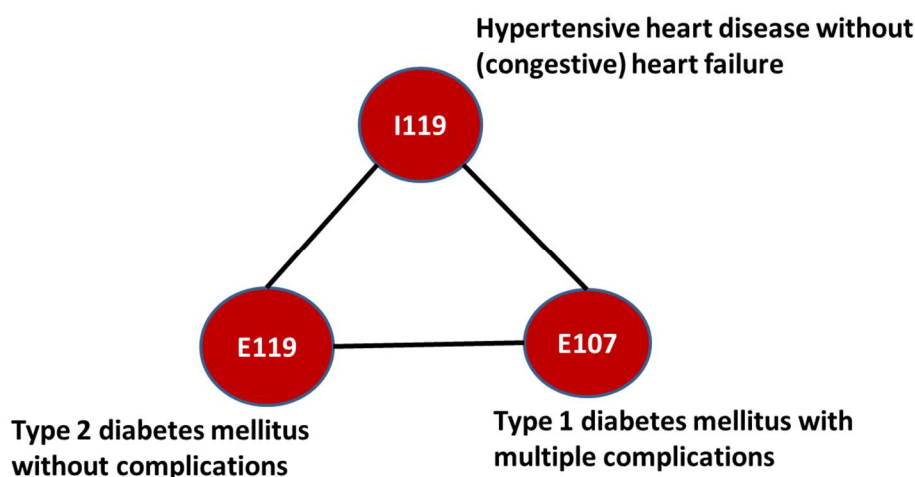 Hypertensive heart disease without
(congestive) heart failure
I119
E119
E107
Type 2 diabetes mellitus
without complications
Type 1 diabetes mellitus with
multiple complications